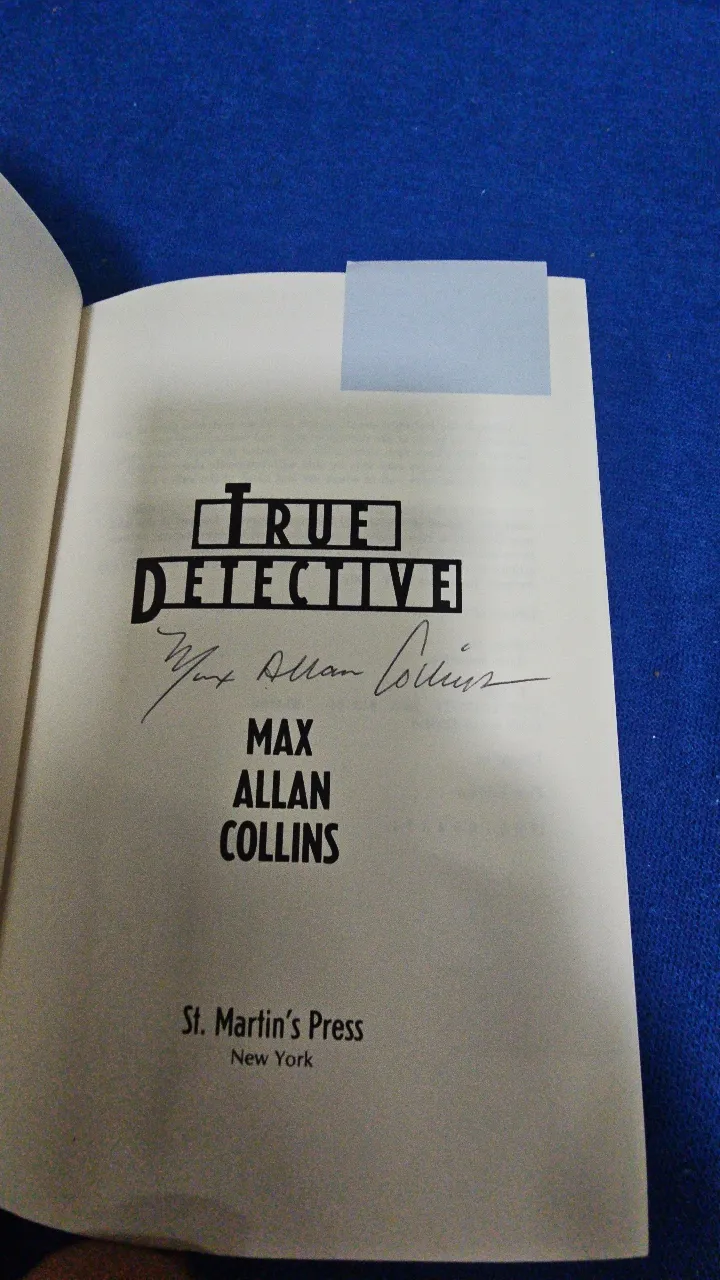 TRUE
DETECTIVE
Max Allan Collins
MAX
ALLAN
COLLINS
St. Martin's Press
New York